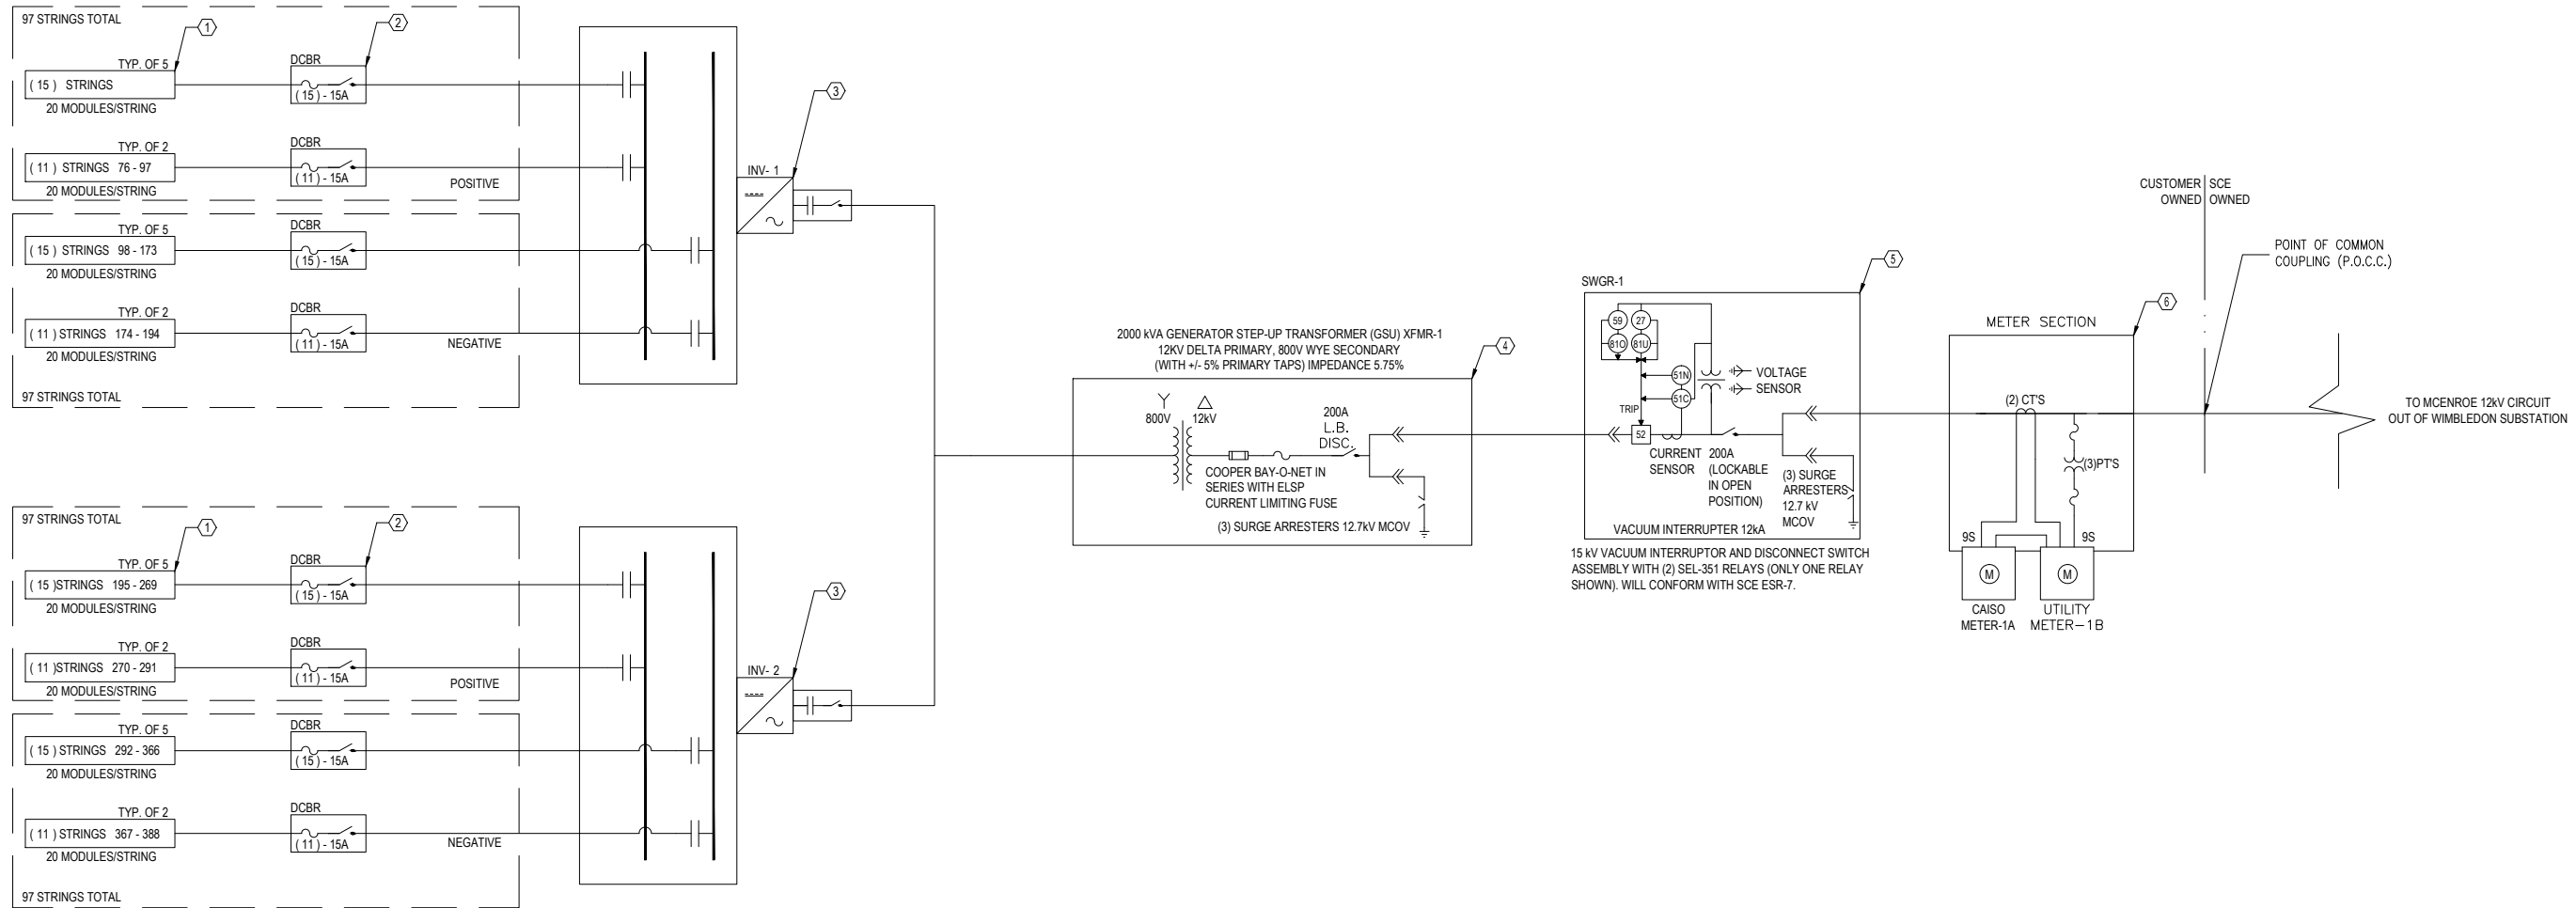 97 STRINGS TOTAL
1
2
TYP. OF 5
DCBR
( 15 ) STRINGS
( 15 ) - 15A
20 MODULES/STRING
3
TYP. OF 2
DCBR
( 11 ) STRINGS 76 - 97
( 11 ) - 15A
20 MODULES/STRING
POSITIVE
INV- 1
TYP. OF 5
DCBR
( 15 ) STRINGS 98 - 173
( 15 ) - 15A
20 MODULES/STRING
TYP. OF 2
DCBR
( 11 ) STRINGS 174 - 194
( 11 ) - 15A
20 MODULES/STRING
NEGATIVE
97 STRINGS TOTAL
97 STRINGS TOTAL
1
2
TYP. OF 5
DCBR
( 15 )STRINGS 195 - 269
( 15 ) - 15A
20 MODULES/STRING
3
TYP. OF 2
DCBR
( 11 )STRINGS 270 - 291
( 11 ) - 15A
20 MODULES/STRING
POSITIVE
INV- 2
TYP. OF 5
DCBR
( 15 ) STRINGS 292 - 366
( 15 ) - 15A
20 MODULES/STRING
TYP. OF 2
DCBR
( 11 ) STRINGS 367 - 388
( 11 ) - 15A
20 MODULES/STRING
NEGATIVE
97 STRINGS TOTAL
2000 kVA GENERATOR STEP-UP TRANSFORMER (GSU) XFMR-1
12KV DELTA PRIMARY, 800V WYE SECONDARY
(WITH +/- 5% PRIMARY TAPS) IMPEDANCE 5.75%
4
800V
12kV
200A
L.B.
DISC.
COOPER BAY-O-NET IN
SERIES WITH ELSP
CURRENT LIMITING FUSE
(3) SURGE ARRESTERS 12.7kV MCOV
SWGR-1
5
59
27
81O
81U
51N
51C
VOLTAGE
SENSOR
TRIP
52
CURRENT
SENSOR
200A
(LOCKABLE
IN OPEN
POSITION)
(3) SURGE
ARRESTERS
12.7 kV
MCOV
VACUUM INTERRUPTER 12kA
15 kV VACUUM INTERRUPTOR AND DISCONNECT SWITCH
ASSEMBLY WITH (2) SEL-351 RELAYS (ONLY ONE RELAY
SHOWN). WILL CONFORM WITH SCE ESR-7.
METER SECTION
6
(2) CT'S
(3)PT'S
9S
9S
M
M
CAISO
METER-1A
UTILITY
METER-1B
CUSTOMER
OWNED
SCE
OWNED
POINT OF COMMON
COUPLING (P.O.C.C.)
TO MCENROE 12kV CIRCUIT
OUT OF WIMBLEDON SUBSTATION